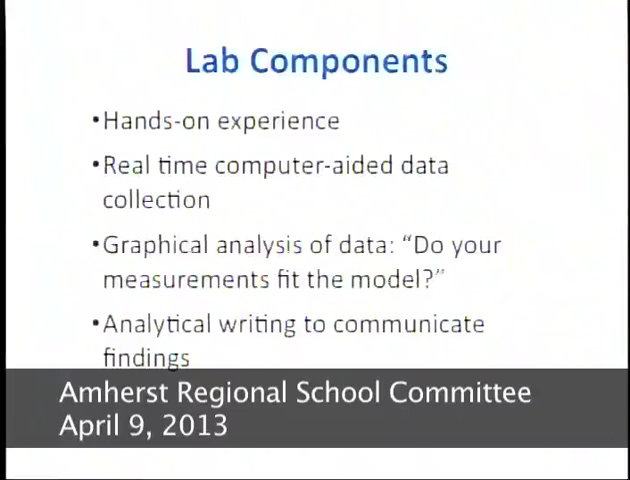 Lab Components
•Hands-on experience
•Real time computer-aided data
collection
•Graphical analysis of data: “Do your
measurements fit the model?”
•Analytical writing to communicate
findings
Amherst Regional School Committee
April 9, 2013